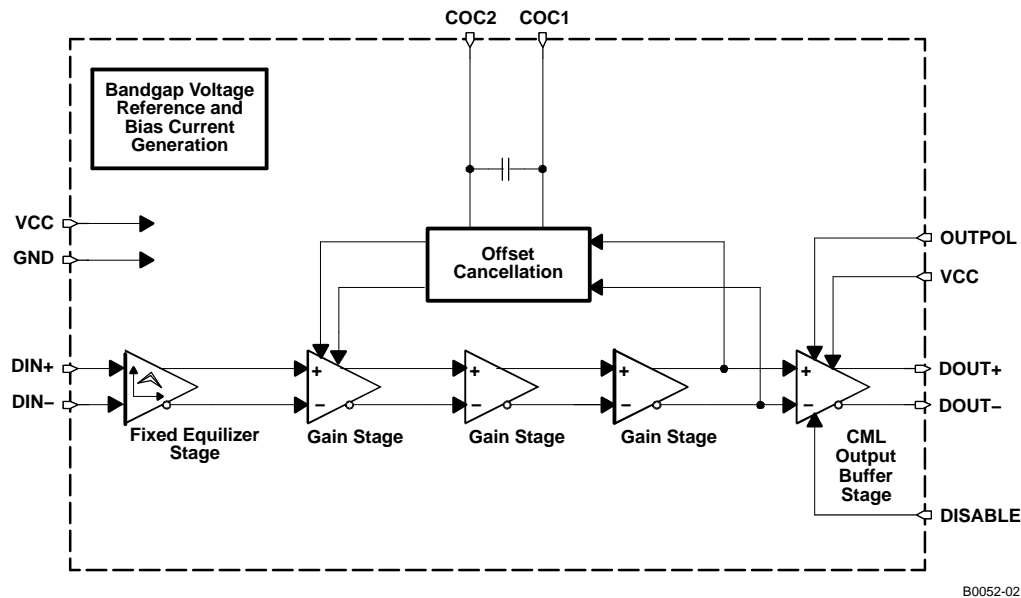 COC2 COC1
Bandgap Voltage
Reference and
Bias Current
Generation
VCC
GND
Offset
Cancellation
OUTPOL
VCC
DIN+
DIN–
+
–
+
–
+
–
+
–
DOUT+
DOUT–
Fixed Equilizer
Stage
Gain Stage
Gain Stage
Gain Stage
CML
Output
Buffer
Stage
DISABLE
B0052-02